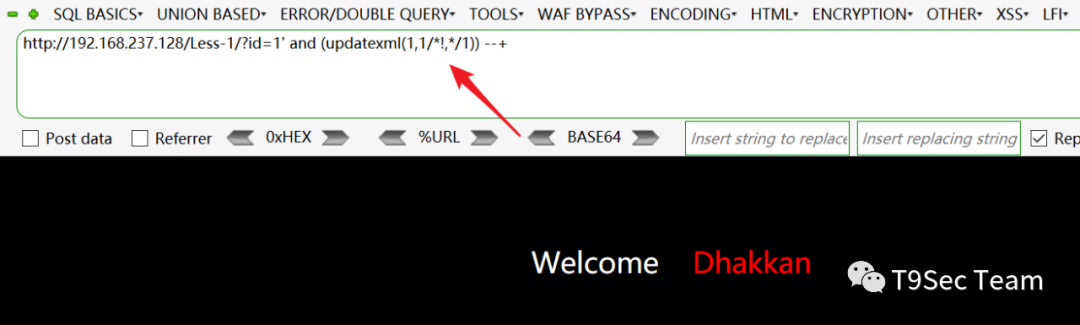 SQL BASICS UNION BASED ERROR/DOUBLE QUERY TOOLS WAF BYPASS ENCODING HTML ENCRYPTION OTHER XSS LFI
http://192.168.237.128/Less-1/?id=1' and (updatexml(1,1/*!,*/1)) --+
Post data Referrer 0xHEX %URL BASE64 Insert string to replace Insert replacing string Rep
Welcome Dhakkan
T9Sec Team